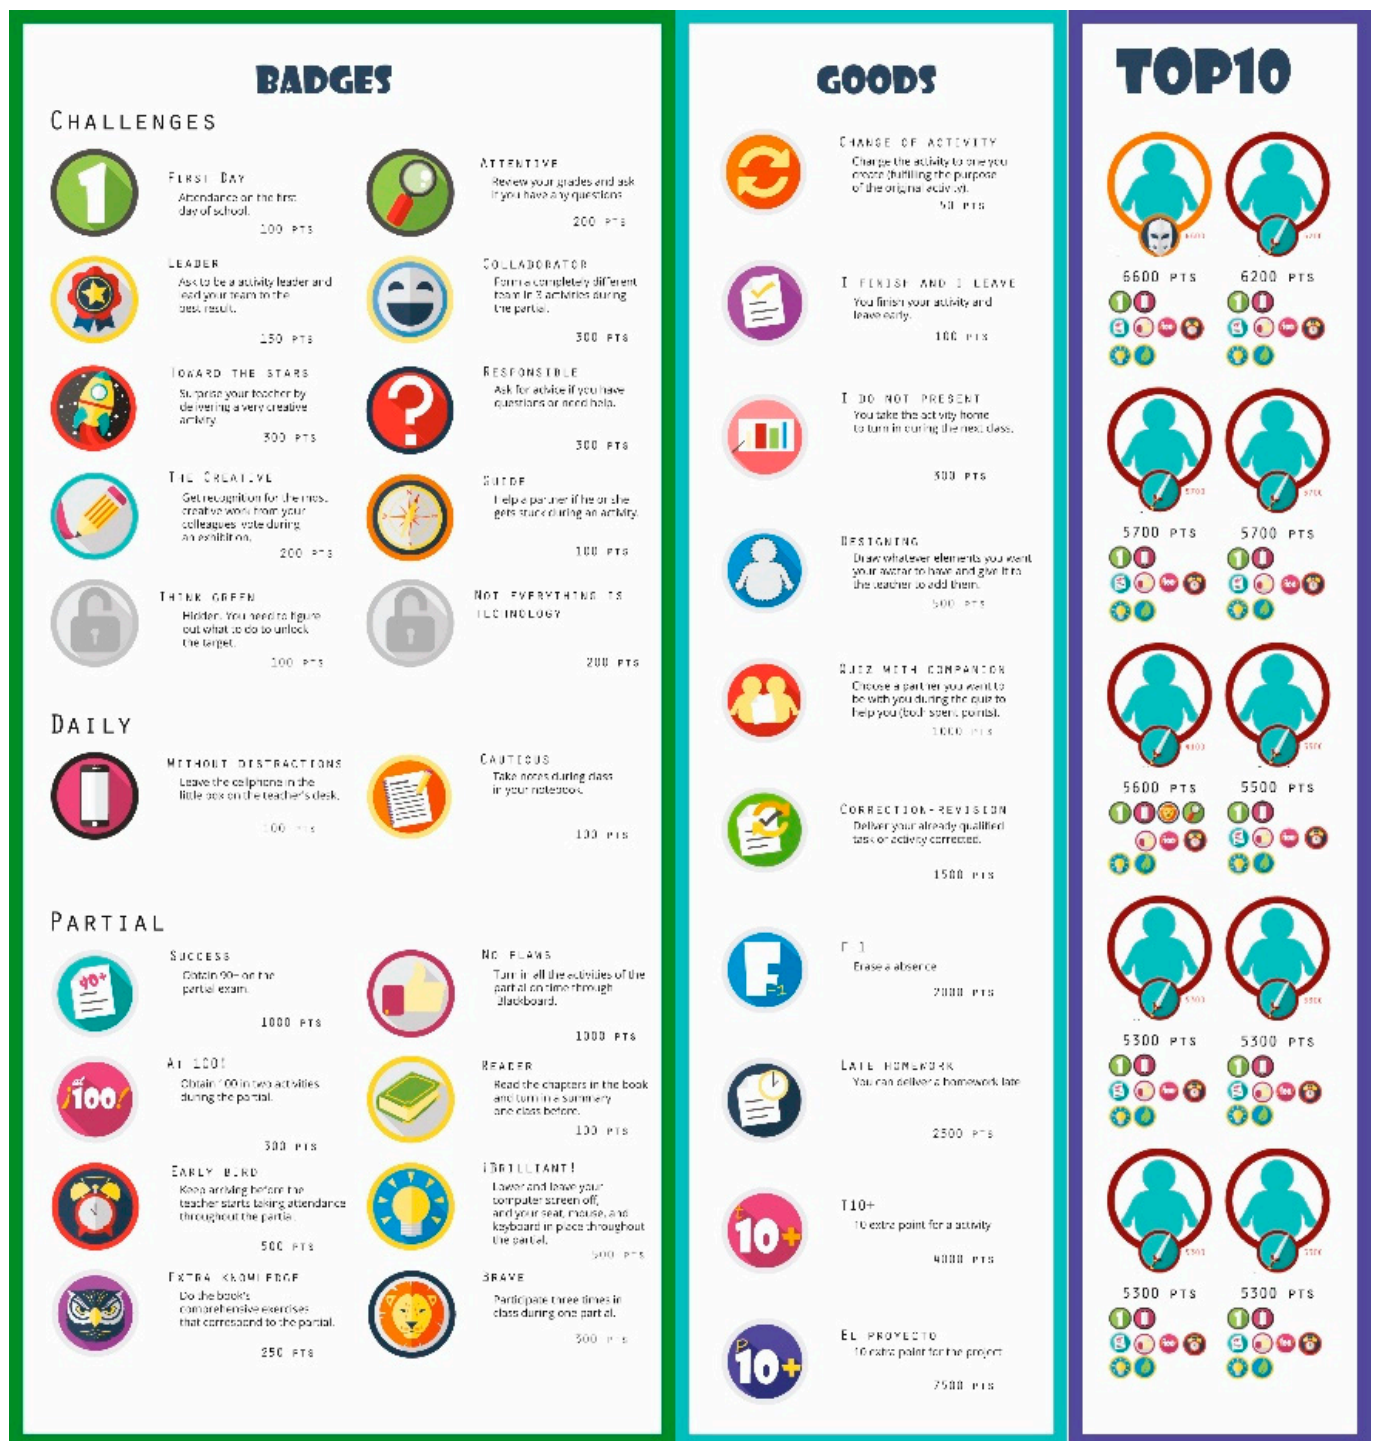 BADGES
CHALLENGES
FIRST DAY
Attendance on the first
day of school.
100 PTS
ATTENTIVE
Review your grades and ask
if you have any questions
200 PTS
LEADER
Ask to be a activity leader and
lead your team to the
best result.
150 PTS
COLLABORATOR
Form a completely different
team in 3 activities during
the partial.
300 PTS
TOWARD THE STARS
Surprise your teacher by
delivering a very creative
activity.
300 PTS
RESPONSIBLE
Ask for advice if you have
questions or need help.
300 PTS
THE CREATIVE
Get recognition for the most
creative work from your
colleagues' vote during
an exhibition.
200 PTS
GUIDE
Help a partner if he or she
gets stuck during an activity.
100 PTS
THINK GREEN
Hidden. You need to figure
out what to do to unlock
the target.
100 PTS
NOT EVERYTHING IS
TECHNOLOGY
200 PTS
DAILY
WITHOUT DISTRACTIONS
Leave the cellphone in the
little box on the teacher's desk.
100 PTS
CAUTIOUS
Take notes during class
in your notebook.
100 PTS
PARTIAL
90+
SUCCESS
Obtain 90+ on the
partial exam.
1000 PTS
NO FLAWS
Turn in all the activities of the
partial on time through
Blackboard.
1000 PTS
¡100!
AT 100!
Obtain 100 in two activities
during the partial.
300 PTS
READER
Read the chapters in the book
and turn in a summary
one class before.
100 PTS
EARLY BIRD
Keep arriving before the
teacher starts taking attendance
throughout the partial
500 PTS
¡BRILLIANT!
Lower and leave your
computer screen off,
and your seat, mouse, and
keyboard in place throughout
the partial.
500 PTS
EXTRA KNOWLEDGE
Do the book's
comprehensive exercises
that correspond to the partial.
250 PTS
BRAVE
Participate three times in
class during one partial.
300 PTS
GOODS
CHANGE OF ACTIVITY
Change the activity to one you
create (fulfilling the purpose
of the original activity).
50 PTS
I FINISH AND I LEAVE
You finish your activity and
leave early.
100 PTS
I DO NOT PRESENT
You take the activity home
to turn in during the next class.
300 PTS
DESIGNING
Draw whatever elements you want
your avatar to have and give it to
the teacher to add them.
500 PTS
QUIZ WITH COMPANION
Choose a partner you want to
be with you during the quiz to
help you (both spent points).
1000 PTS
CORRECTION-REVISION
Deliver your already qualified
task or activity corrected.
1500 PTS
F-1
F-1
Erase a absence
2000 PTS
LATE HOMEWORK
You can deliver a homework late
2500 PTS
t
10+
T10+
10 extra point for a activity
4000 PTS
P
10+
EL PROYECTO
10 extra point for the project
7500 PTS
TOP10
6600 PTS 6200 PTS
5700 PTS 5700 PTS
5600 PTS 5500 PTS
5300 PTS 5300 PTS
5300 PTS 5300 PTS